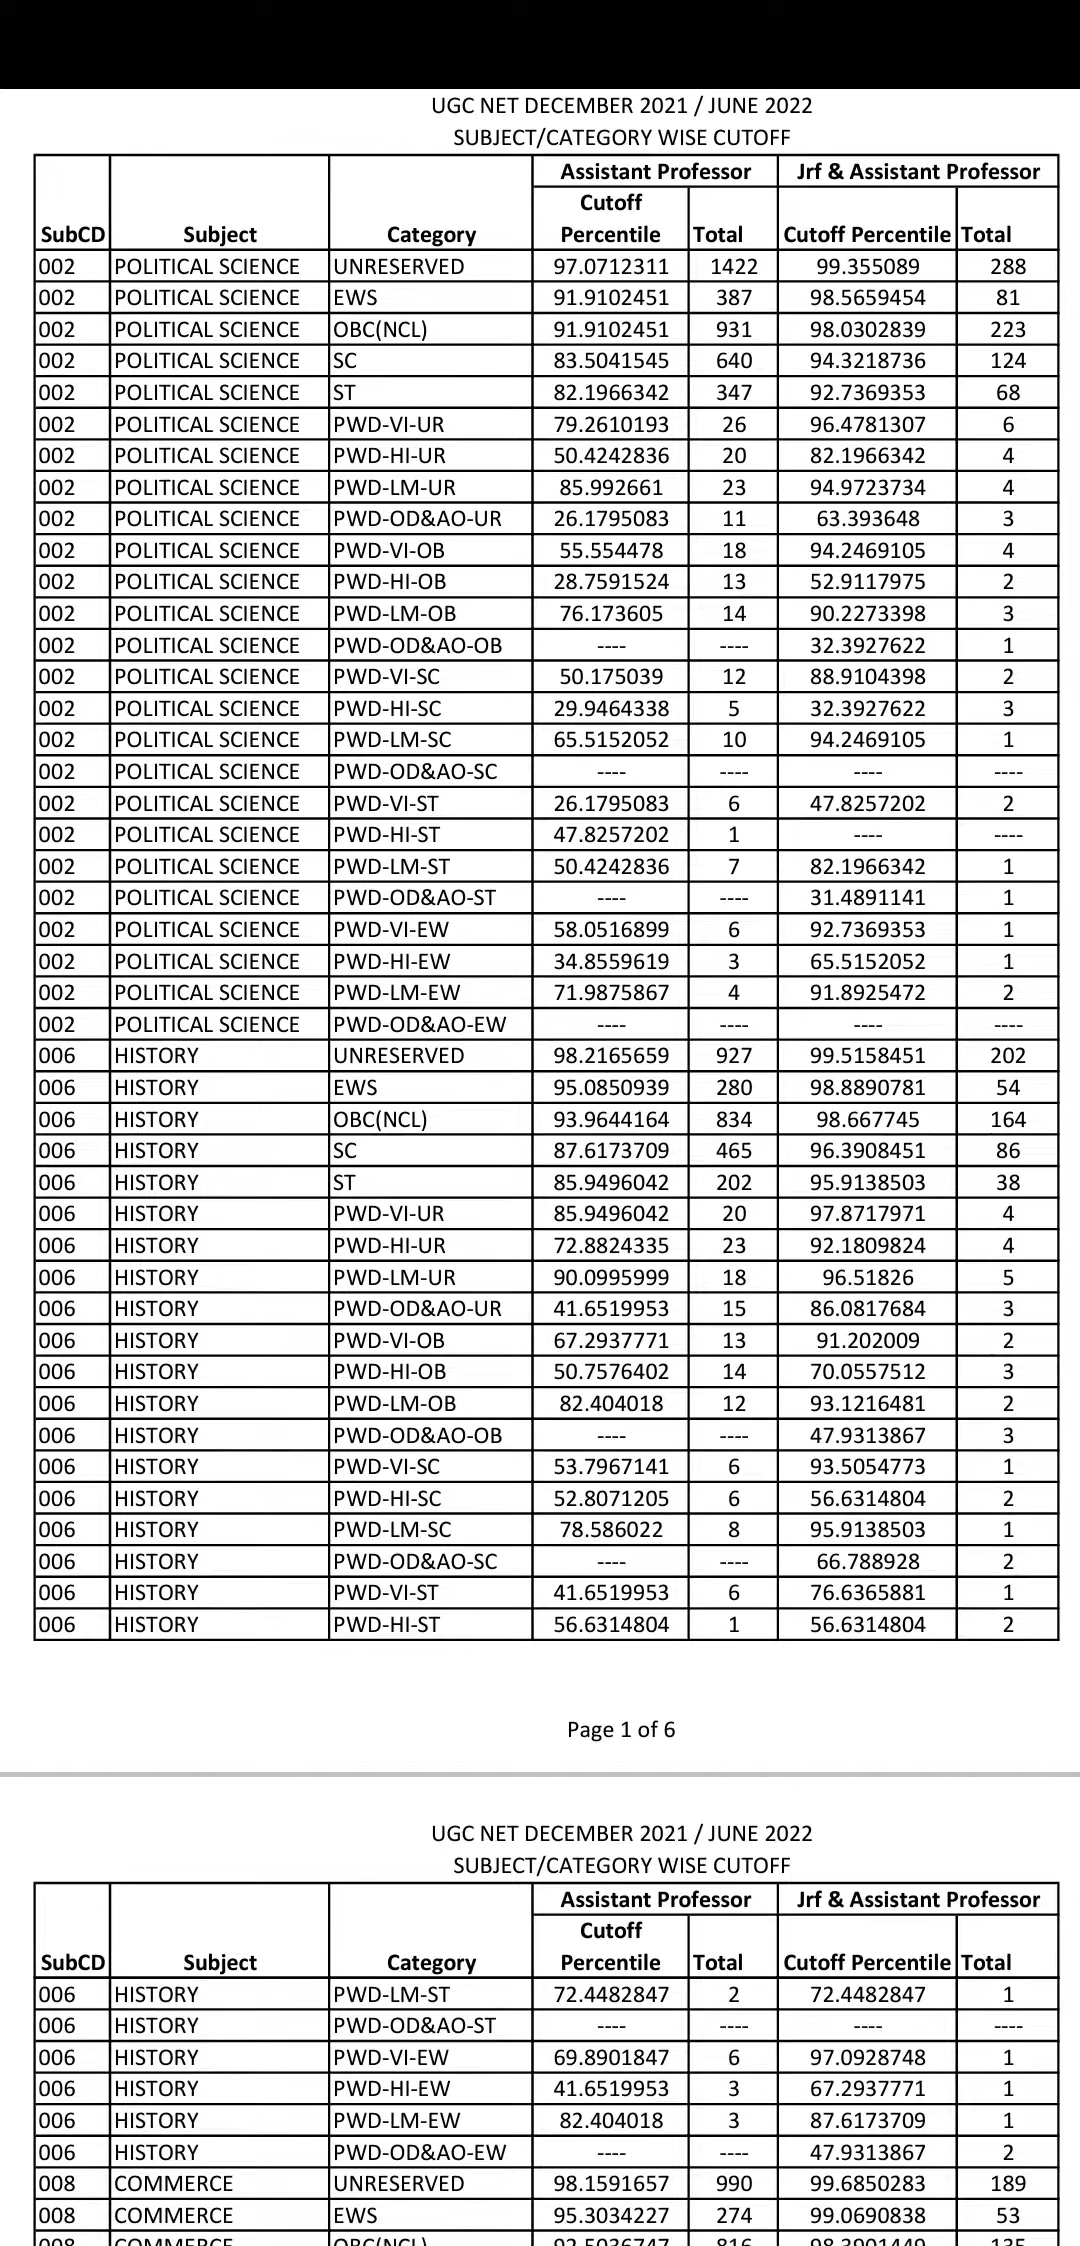 UGC NET DECEMBER 2021 / JUNE 2022
SUBJECT/CATEGORY WISE CUTOFF
Assistant Professor Jrf & Assistant Professor
SubCD Subject Category Cutoff Percentile Total Cutoff Percentile Total
002 POLITICAL SCIENCE UNRESERVED 97.0712311 1422 99.355089 288
002 POLITICAL SCIENCE EWS 91.9102451 387 98.5659454 81
002 POLITICAL SCIENCE OBC(NCL) 91.9102451 931 98.0302839 223
002 POLITICAL SCIENCE SC 83.5041545 640 94.3218736 124
002 POLITICAL SCIENCE ST 82.1966342 347 92.7369353 68
002 POLITICAL SCIENCE PWD-VI-UR 79.2610193 26 96.4781307 6
002 POLITICAL SCIENCE PWD-HI-UR 50.4242836 20 82.1966342 4
002 POLITICAL SCIENCE PWD-LM-UR 85.992661 23 94.9723734 4
002 POLITICAL SCIENCE PWD-OD&AO-UR 26.1795083 11 63.393648 3
002 POLITICAL SCIENCE PWD-VI-OB 55.554478 18 94.2469105 4
002 POLITICAL SCIENCE PWD-HI-OB 28.7591524 13 52.9117975 2
002 POLITICAL SCIENCE PWD-LM-OB 76.173605 14 90.2273398 3
002 POLITICAL SCIENCE PWD-OD&AO-OB ---- ---- 32.3927622 1
002 POLITICAL SCIENCE PWD-VI-SC 50.175039 12 88.9104398 2
002 POLITICAL SCIENCE PWD-HI-SC 29.9464338 5 32.3927622 3
002 POLITICAL SCIENCE PWD-LM-SC 65.5152052 10 94.2469105 1
002 POLITICAL SCIENCE PWD-OD&AO-SC ---- ---- ---- ----
002 POLITICAL SCIENCE PWD-VI-ST 26.1795083 6 47.8257202 2
002 POLITICAL SCIENCE PWD-HI-ST 47.8257202 1 ---- ----
002 POLITICAL SCIENCE PWD-LM-ST 50.4242836 7 82.1966342 1
002 POLITICAL SCIENCE PWD-OD&AO-ST ---- ---- 31.4891141 1
002 POLITICAL SCIENCE PWD-VI-EW 58.0516899 6 92.7369353 1
002 POLITICAL SCIENCE PWD-HI-EW 34.8559619 3 65.5152052 1
002 POLITICAL SCIENCE PWD-LM-EW 71.9875867 4 91.8925472 2
002 POLITICAL SCIENCE PWD-OD&AO-EW ---- ---- ---- ----
006 HISTORY UNRESERVED 98.2165659 927 99.5158451 202
006 HISTORY EWS 95.0850939 280 98.8890781 54
006 HISTORY OBC(NCL) 93.9644164 834 98.667745 164
006 HISTORY SC 87.6173709 465 96.3908451 86
006 HISTORY ST 85.9496042 202 95.9138503 38
006 HISTORY PWD-VI-UR 85.9496042 20 97.8717971 4
006 HISTORY PWD-HI-UR 72.8824335 23 92.1809824 4
006 HISTORY PWD-LM-UR 90.0995999 18 96.51826 5
006 HISTORY PWD-OD&AO-UR 41.6519953 15 86.0817684 3
006 HISTORY PWD-VI-OB 67.2937771 13 91.202009 2
006 HISTORY PWD-HI-OB 50.7576402 14 70.0557512 3
006 HISTORY PWD-LM-OB 82.404018 12 93.1216481 2
006 HISTORY PWD-OD&AO-OB ---- ---- 47.9313867 3
006 HISTORY PWD-VI-SC 53.7967141 6 93.5054773 1
006 HISTORY PWD-HI-SC 52.8071205 6 56.6314804 2
006 HISTORY PWD-LM-SC 78.586022 8 95.9138503 1
006 HISTORY PWD-OD&AO-SC ---- ---- 66.788928 2
006 HISTORY PWD-VI-ST 41.6519953 6 76.6365881 1
006 HISTORY PWD-HI-ST 56.6314804 1 56.6314804 2
Page 1 of 6
UGC NET DECEMBER 2021 / JUNE 2022
SUBJECT/CATEGORY WISE CUTOFF
Assistant Professor Jrf & Assistant Professor
SubCD Subject Category Cutoff Percentile Total Cutoff Percentile Total
006 HISTORY PWD-LM-ST 72.4482847 2 72.4482847 1
006 HISTORY PWD-OD&AO-ST ---- ---- ---- ----
006 HISTORY PWD-VI-EW 69.8901847 6 97.0928748 1
006 HISTORY PWD-HI-EW 41.6519953 3 67.2937771 1
006 HISTORY PWD-LM-EW 82.404018 3 87.6173709 1
006 HISTORY PWD-OD&AO-EW ---- ---- 47.9313867 2
008 COMMERCE UNRESERVED 98.1591657 990 99.6850283 189
008 COMMERCE EWS 95.3034227 274 99.0690838 53
008 COMMERCE OBC(NCL)